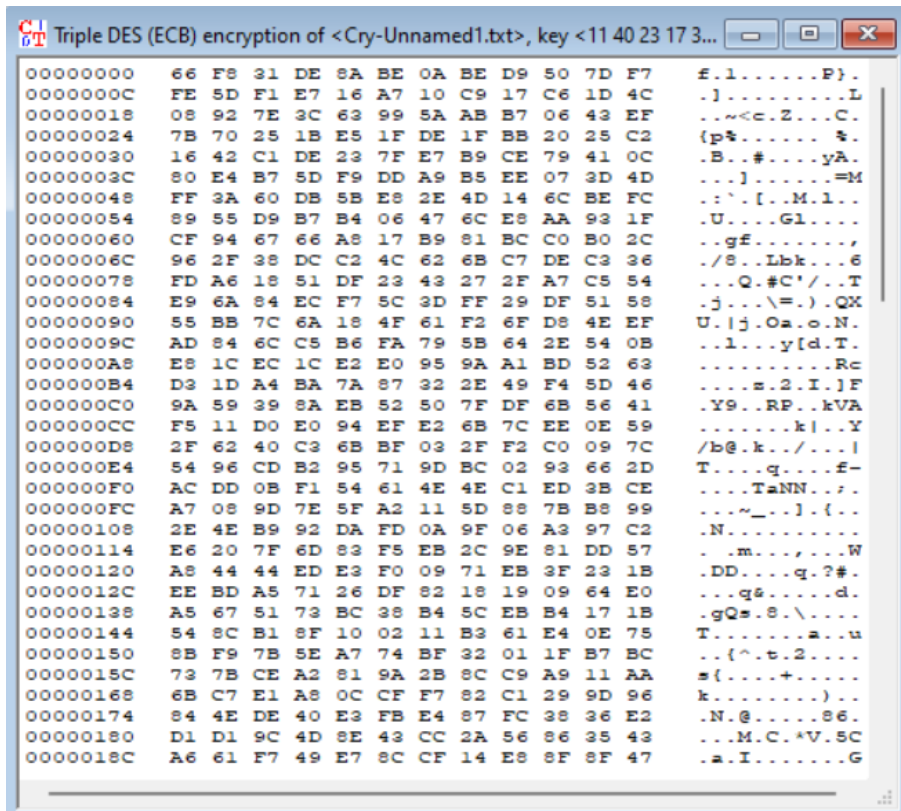 Triple DES (ECB) encryption of <Cry-Unnamed1.txt>, key <11 40 23 17 3...
00000000 66 F8 31 DE 8A BE 0A BE D9 50 7D F7 f.1......P}.
0000000C FE 5D F1 E7 16 A7 10 C9 17 C6 1D 4C .].........L
00000018 08 92 7E 3C 63 99 5A AB B7 06 43 EF ..~<c.Z...C.
00000024 7B 70 25 1B E5 1F DE 1F BB 20 25 C2 {p%...... %.
00000030 16 42 C1 DE 23 7F E7 B9 CE 79 41 0C .B..#....yA.
0000003C 80 E4 B7 5D F9 DD A9 B5 EE 07 3D 4D ...]......=M
00000048 FF 3A 60 DB 5B E8 2E 4D 14 6C BE FC .:`.[..M.l..
00000054 89 55 D9 B7 B4 06 47 6C E8 AA 93 1F .U....Gl....
00000060 CF 94 67 66 A8 17 B9 81 BC C0 B0 2C ..gf.......,
0000006C 96 2F 38 DC C2 4C 62 6B C7 DE C3 36 ./8..Lbk...6
00000078 FD A6 18 51 DF 23 43 27 2F A7 C5 54 ...Q.#C'/..T
00000084 E9 6A 84 EC F7 5C 3D FF 29 DF 51 58 .j...\=.).QX
00000090 55 BB 7C 6A 18 4F 61 F2 6F D8 4E EF U.|j.Oa.o.N.
0000009C AD 84 6C C5 B6 FA 79 5B 64 2E 54 0B ..l...y[d.T.
000000A8 E8 1C EC 1C E2 E0 95 9A A1 BD 52 63 ..........Rc
000000B4 D3 1D A4 BA 7A 87 32 2E 49 F4 5D 46 ....z.2.I.]F
000000C0 9A 59 39 8A EB 52 50 7F DF 6B 56 41 .Y9..RP..kVA
000000CC F5 11 D0 E0 94 EF E2 6B 7C EE 0E 59 .......k|..Y
000000D8 2F 62 40 C3 6B BF 03 2F F2 C0 09 7C /b@.k../...|
000000E4 54 96 CD B2 95 71 9D BC 02 93 66 2D T....q....f-
000000F0 AC DD 0B F1 54 61 4E 4E C1 ED 3B CE ....TaNN..;.
000000FC A7 08 9D 7E 5F A2 11 5D 88 7B B8 99 ...~_..].{..
00000108 2E 4E B9 92 DA FD 0A 9F 06 A3 97 C2 .N..........
00000114 E6 20 7F 6D 83 F5 EB 2C 9E 81 DD 57 . .m...,...W
00000120 A8 44 44 ED E3 F0 09 71 EB 3F 23 1B .DD....q.?#.
0000012C EE BD A5 71 26 DF 82 18 19 09 64 E0 ...q&.....d.
00000138 A5 67 51 73 BC 38 B4 5C EB B4 17 1B .gQs.8.\....
00000144 54 8C B1 8F 10 02 11 B3 61 E4 0E 75 T.......a..u
00000150 8B F9 7B 5E A7 74 BF 32 01 1F B7 BC ..{^.t.2....
0000015C 73 7B CE A2 81 9A 2B 8C C9 A9 11 AA s{....+.....
00000168 6B C7 E1 A8 0C CF F7 82 C1 29 9D 96 k........)..
00000174 84 4E DE 40 E3 FB E4 87 FC 38 36 E2 .N.@.....86.
00000180 D1 D1 9C 4D 8E 43 CC 2A 56 86 35 43 ...M.C.*V.5C
0000018C A6 61 F7 49 E7 8C CF 14 E8 8F 8F 47 .a.I.......G